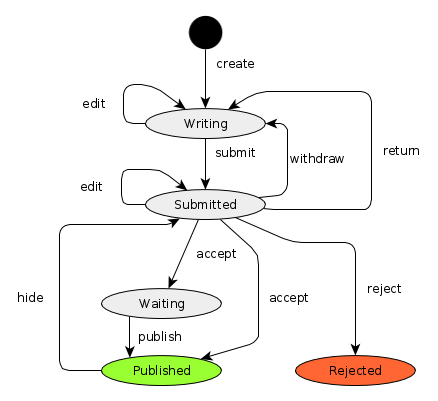 create
edit
Writing
submit
withdraw
return
edit
Submitted
accept
hide
Waiting
accept
reject
publish
Published
Rejected